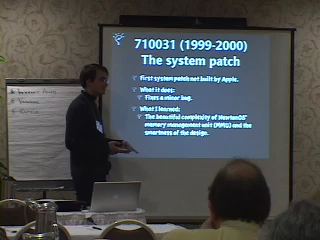 710031 (1999-2000)
The system patch
First system patch not built by Apple.
What it does:
Fixes a minor bug.
What I learned:
The beautiful complexity of NewtonOS'
memory management unit (MMU) and the
smartness of the design.